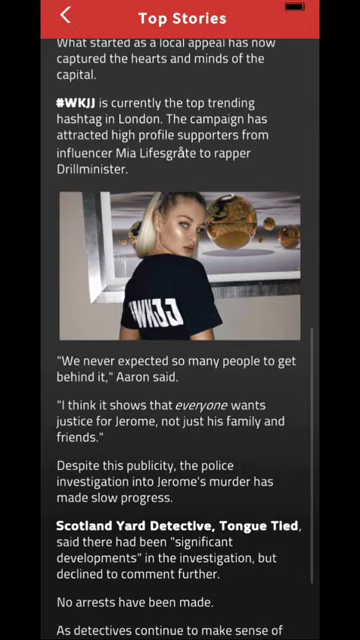 Top Stories
What started as a local appeal has now
captured the hearts and minds of the
capital.
#WKJJ is currently the top trending
hashtag in London. The campaign has
attracted high profile supporters from
influencer Mia Lifesgråte to rapper
Drillminister.
#WKJJ
"We never expected so many people to get
behind it," Aaron said.
"I think it shows that everyone wants
justice for Jerome, not just his family and
friends."
Despite this publicity, the police
investigation into Jerome's murder has
made slow progress.
Scotland Yard Detective, Tongue Tied,
said there had been "significant
developments" in the investigation, but
declined to comment further.
No arrests have been made.
As detectives continue to make sense of